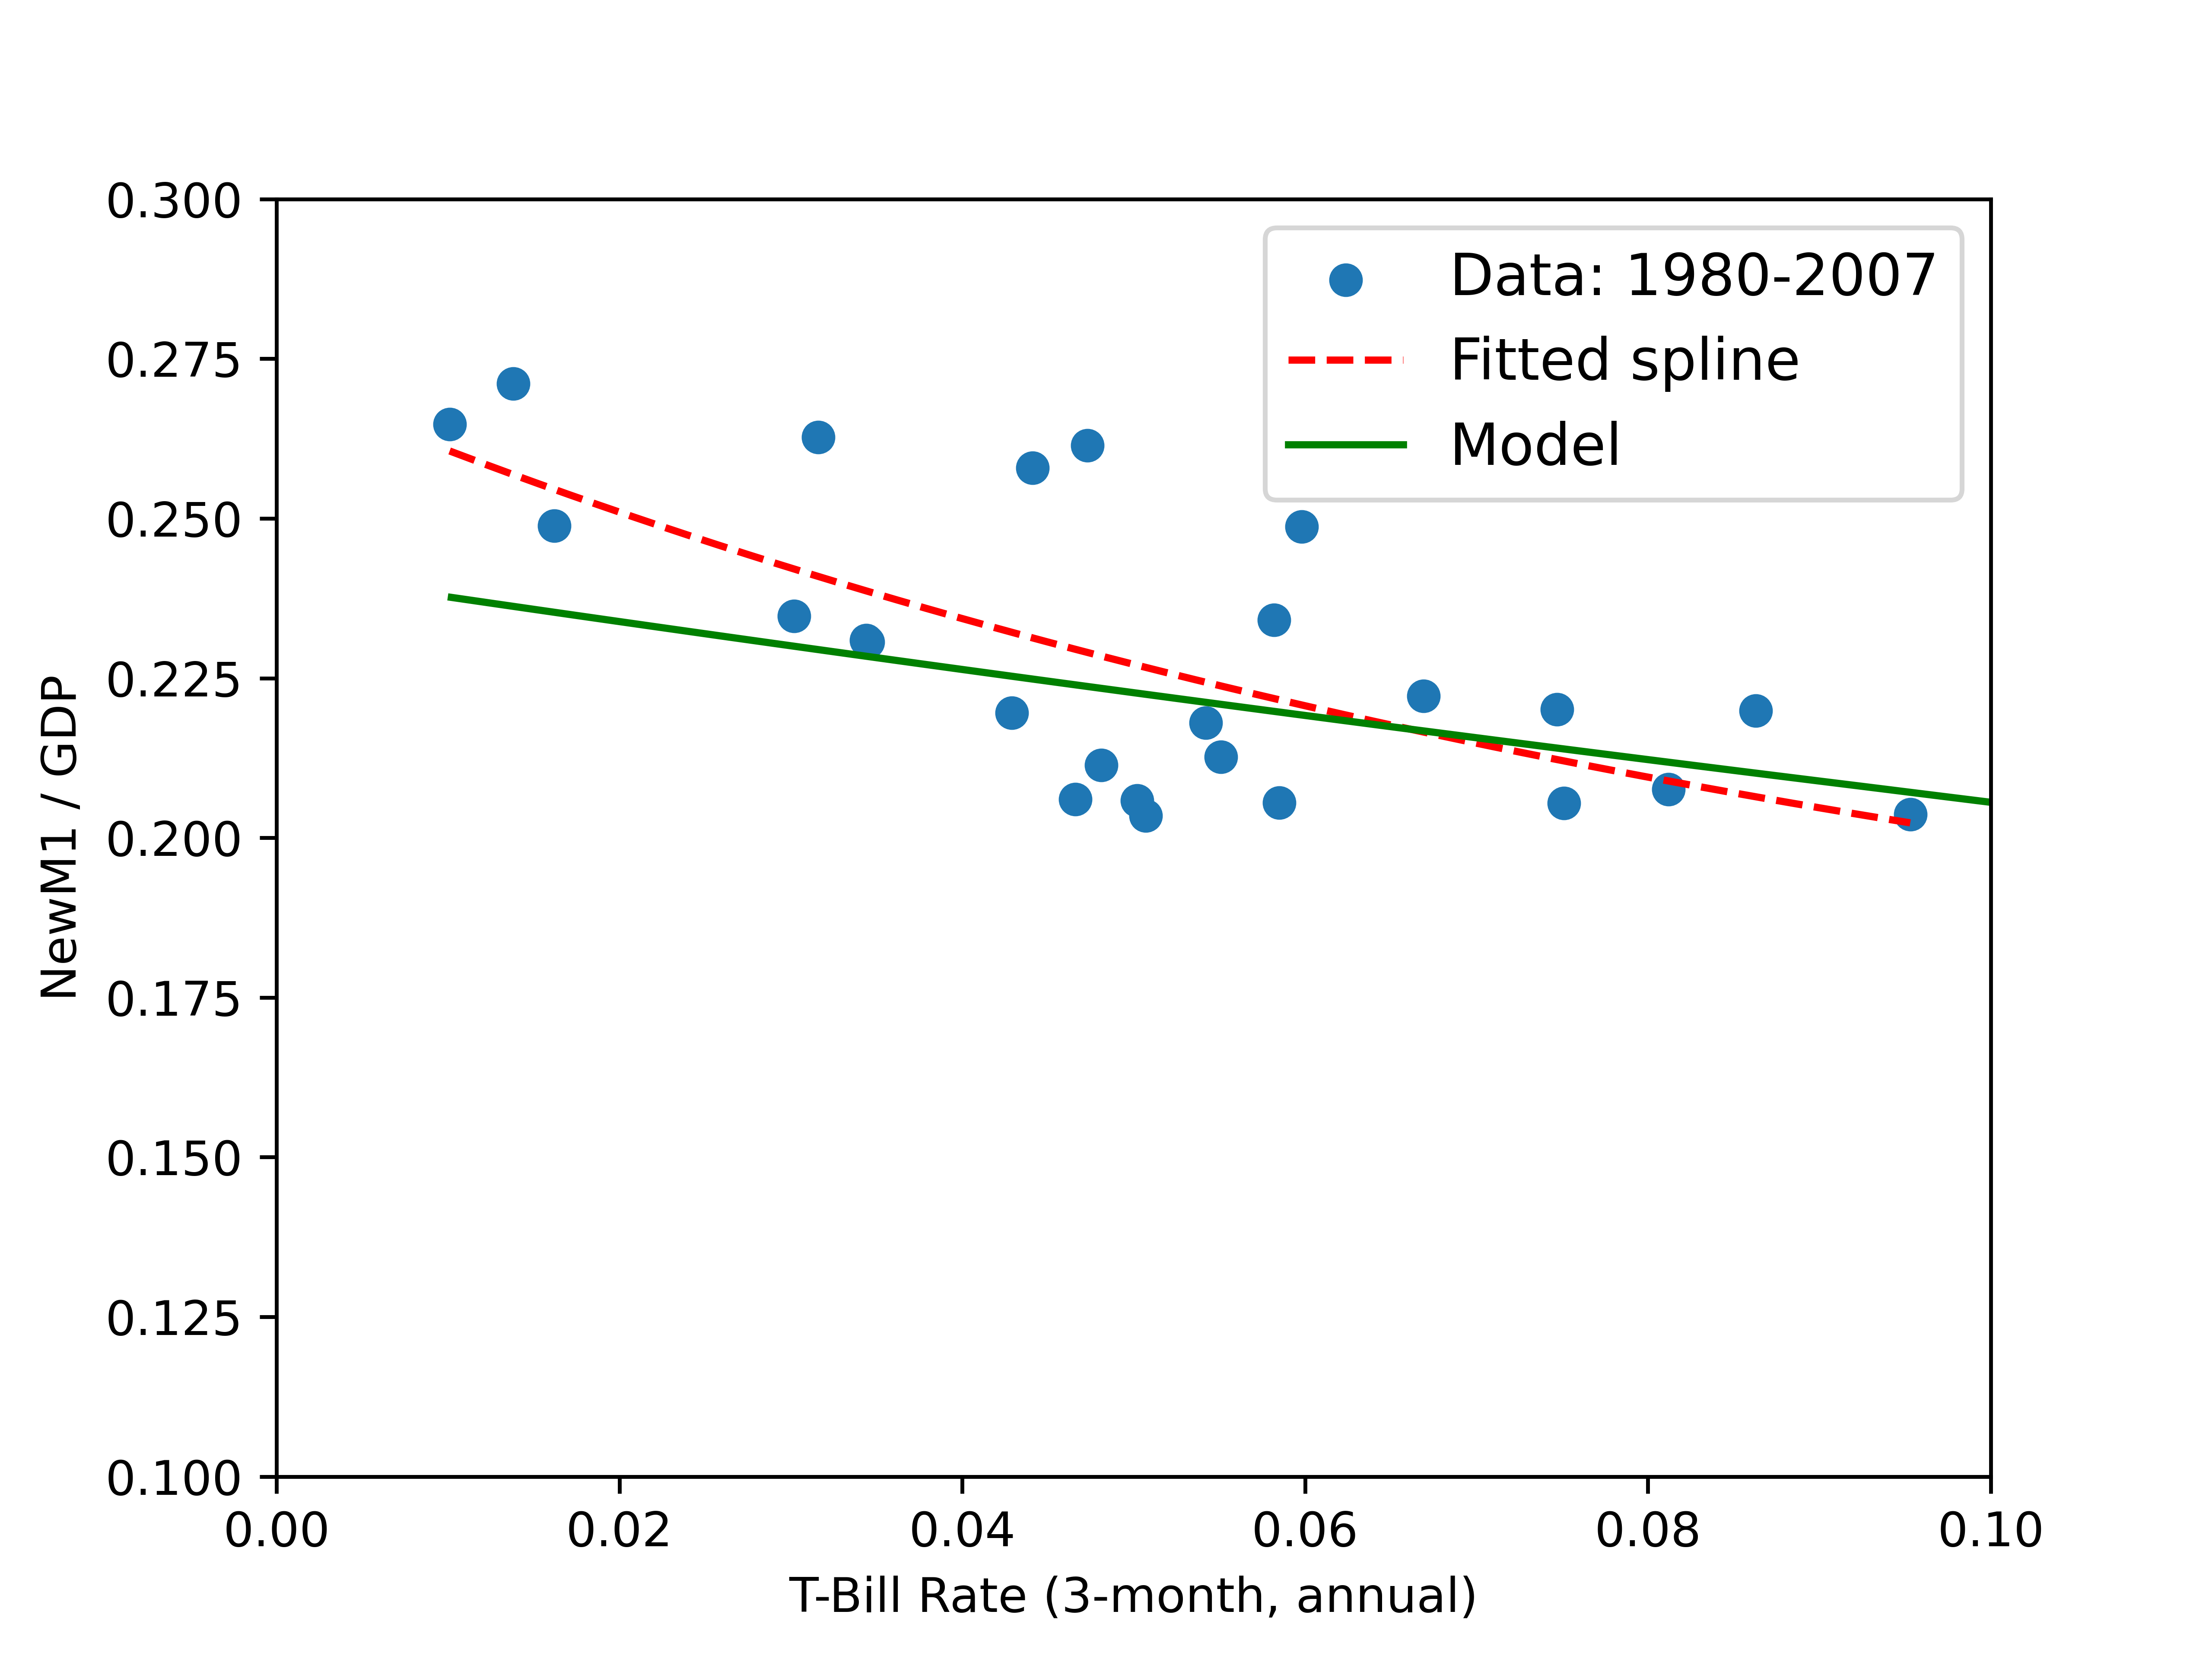 0.300
0.275
0.250
0.225
0.200
0.175
0.150
0.125
0.100
NewM1 / GDP
Data: 1980-2007
Fitted spline
Model
0.00 0.02 0.04 0.06 0.08 0.10
T-Bill Rate (3-month, annual)